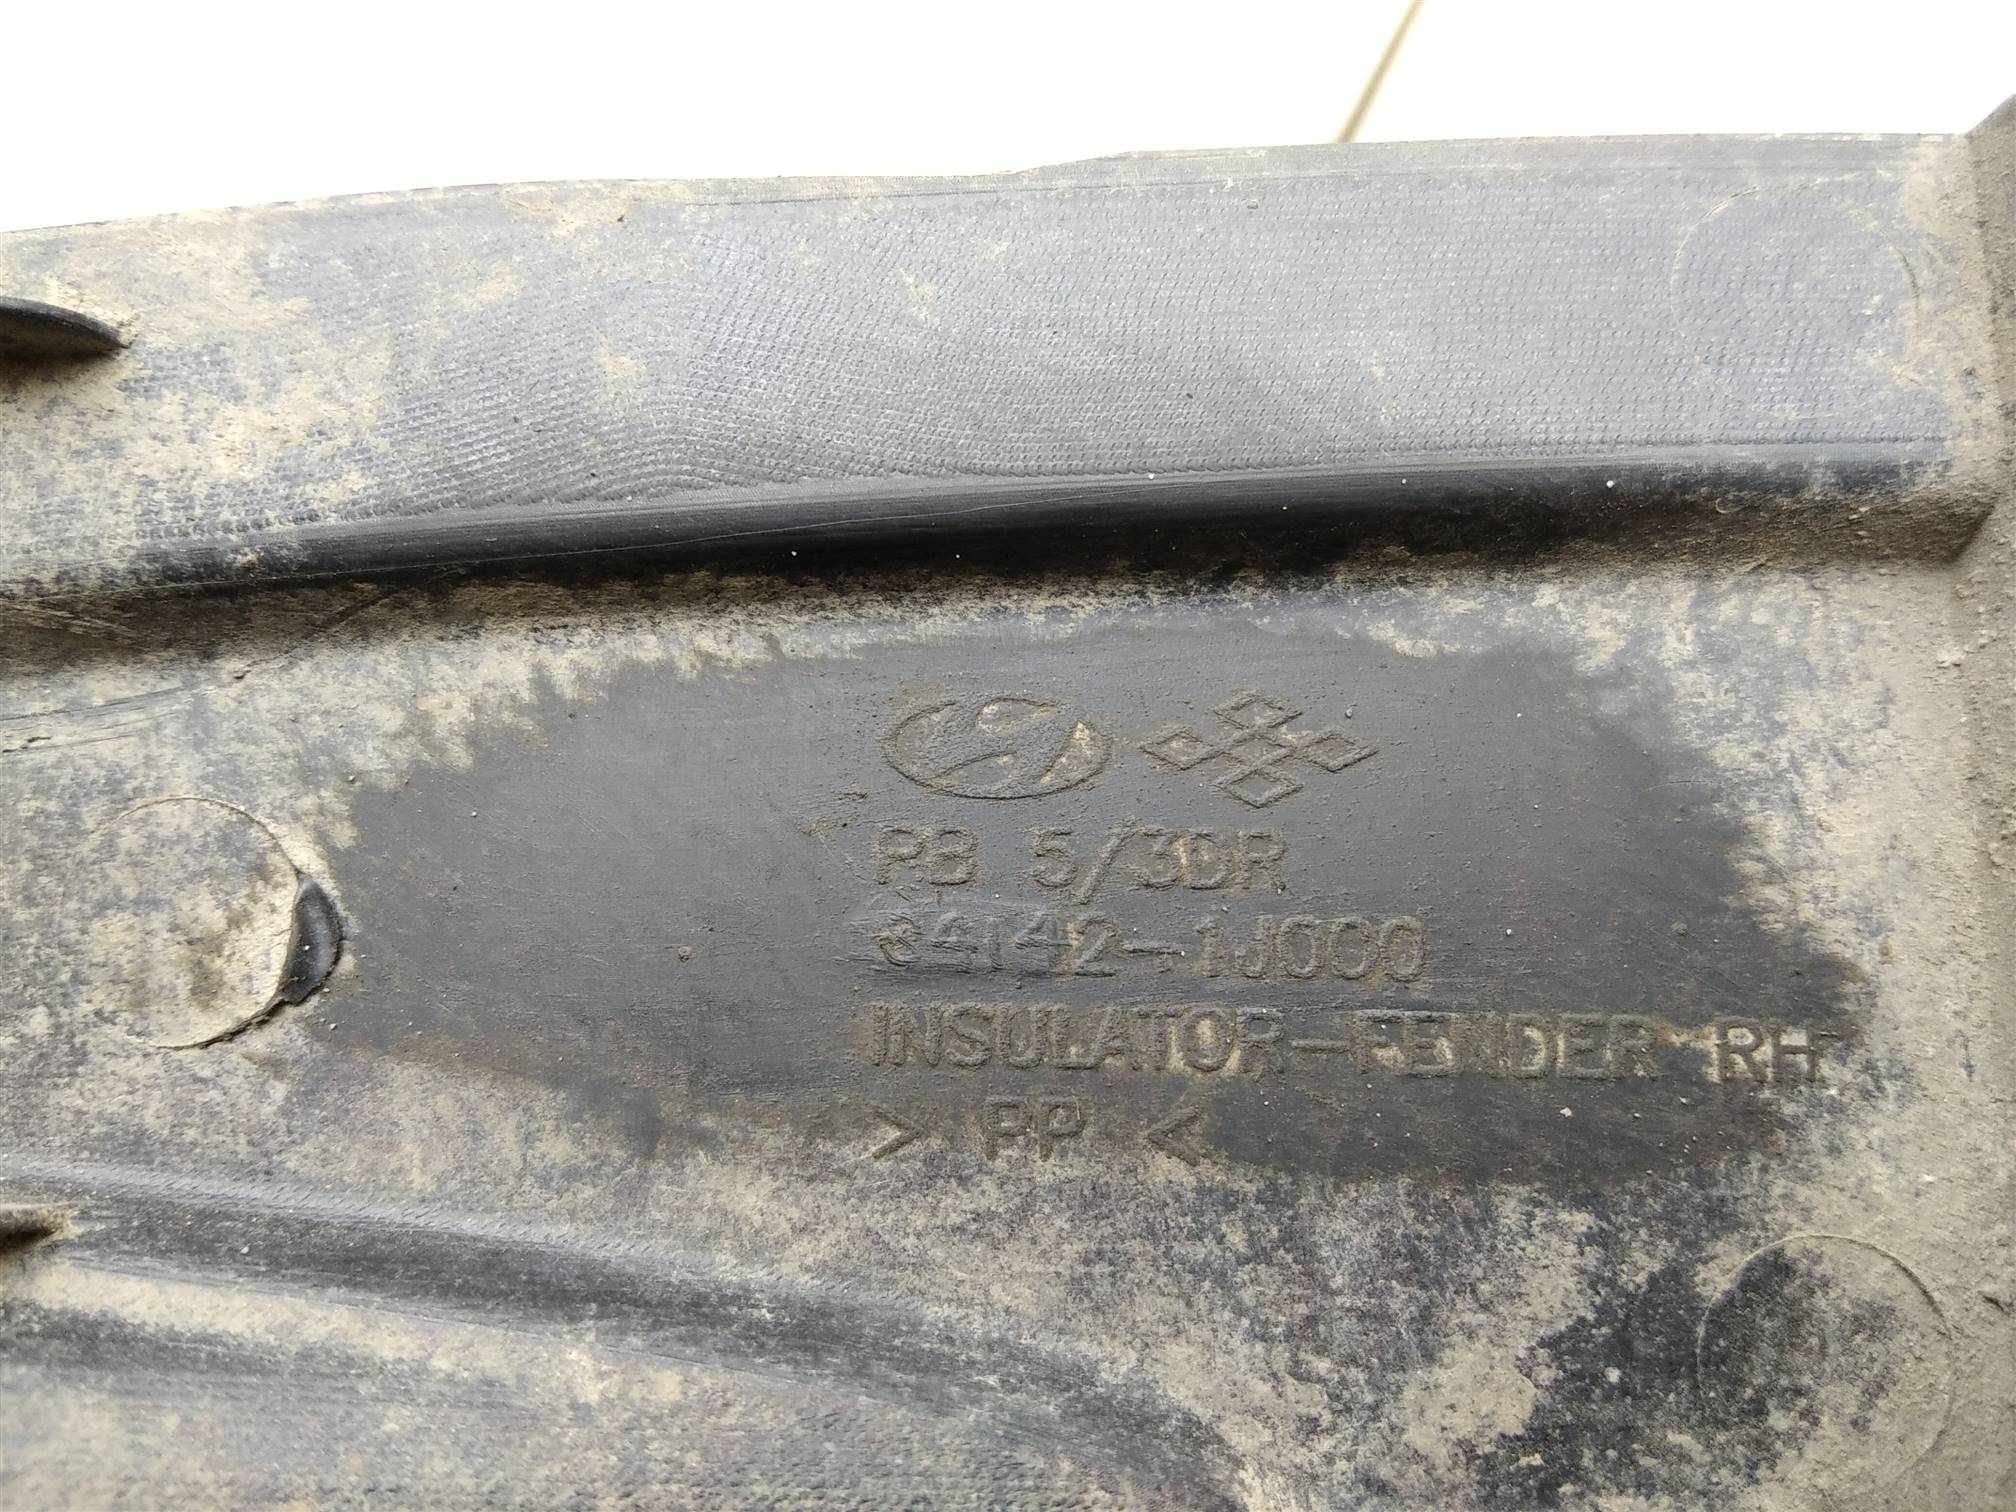 PB 5/3DR
84142-1J000
INSULATOR-FENDER RH
> PP <